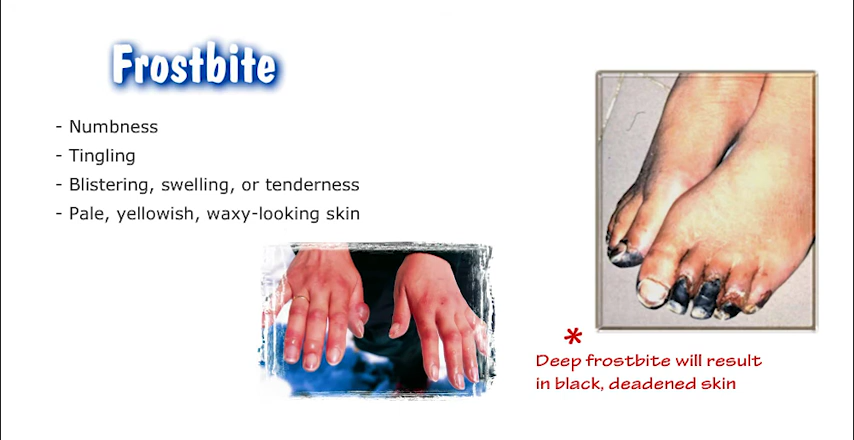 Frostbite
- Numbness
- Tingling
- Blistering, swelling, or tenderness
- Pale, yellowish, waxy-looking skin
*
Deep frostbite will result
in black, deadened skin